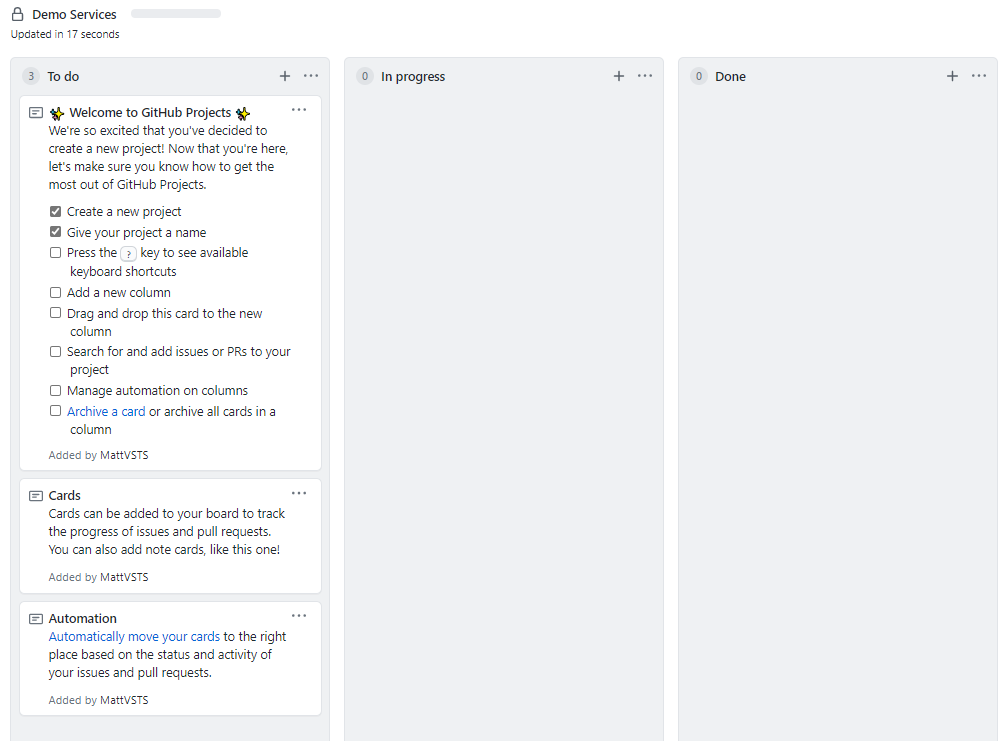 Demo Services
Updated in 17 seconds
3 To do
✨ Welcome to GitHub Projects ✨
We're so excited that you've decided to
create a new project! Now that you're here,
let's make sure you know how to get the
most out of GitHub Projects.
Create a new project
Give your project a name
Press the ? key to see available
keyboard shortcuts
Add a new column
Drag and drop this card to the new
column
Search for and add issues or PRs to your
project
Manage automation on columns
Archive a card or archive all cards in a
column
Added by MattVSTS
Cards
Cards can be added to your board to track
the progress of issues and pull requests.
You can also add note cards, like this one!
Added by MattVSTS
Automation
Automatically move your cards to the right
place based on the status and activity of
your issues and pull requests.
Added by MattVSTS
0 In progress
0 Done